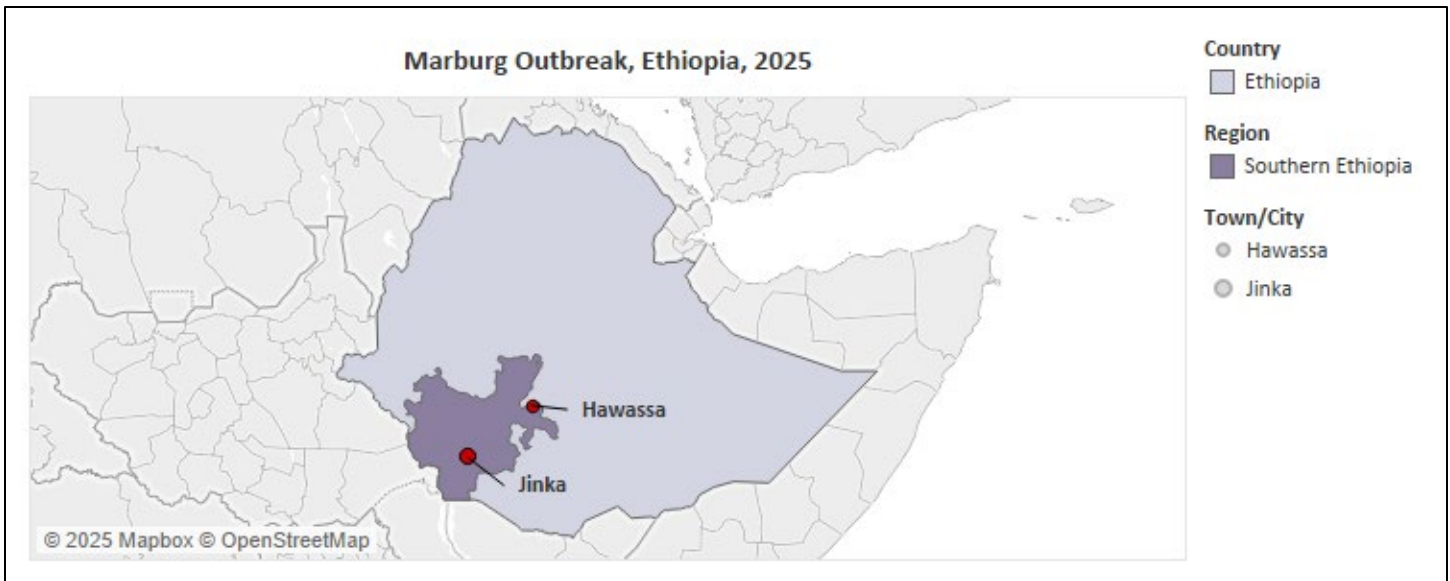 Marburg Outbreak, Ethiopia, 2025
Country
Ethiopia
Region
Southern Ethiopia
Town/City
Hawassa
Jinka
Hawassa
Jinka
© 2025 Mapbox © OpenStreetMap